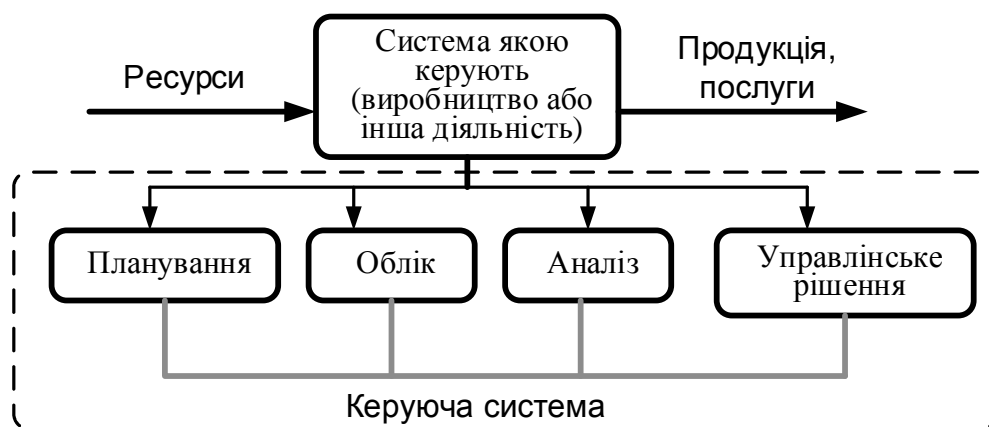 Ресурси
Система якою
керують
(виробництво або
інша діяльність)
Продукція,
послуги
Планування
Облік
Аналіз
Управлінське
рішення
Керуюча система